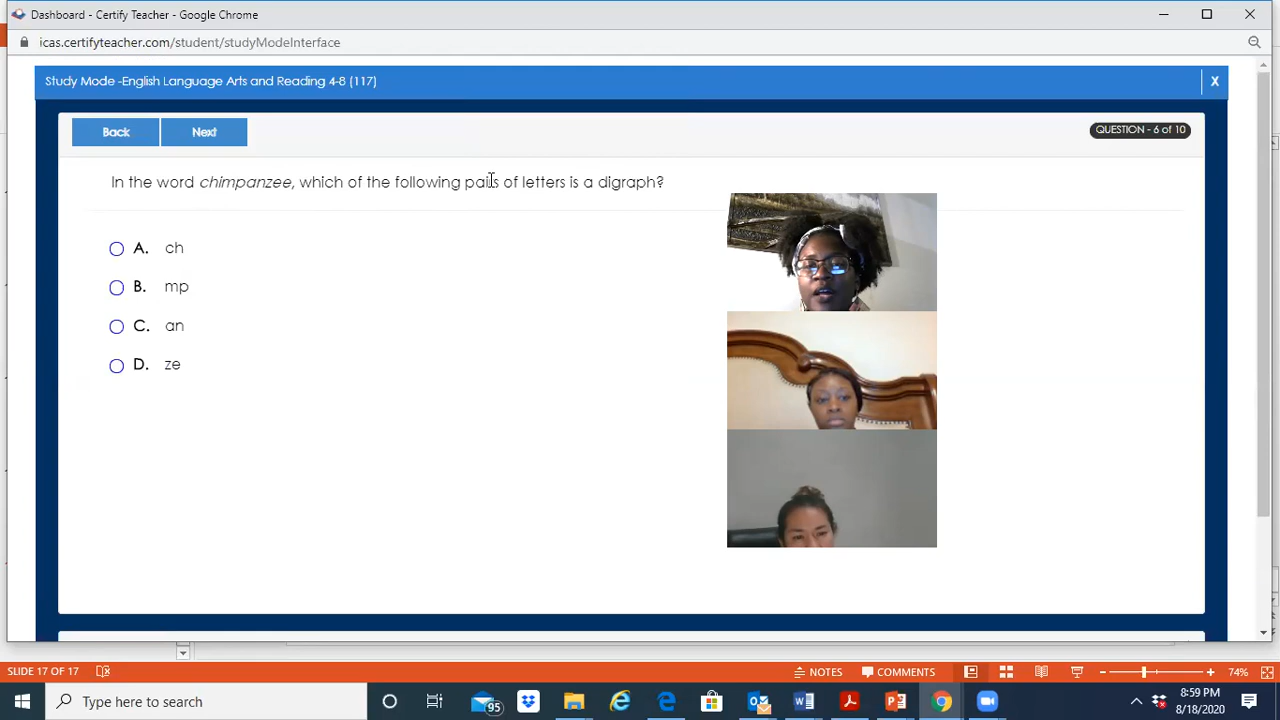 Dashboard - Certify Teacher - Google Chrome
icas.certifyteacher.com/student/studyModeInterface
Study Mode -English Language Arts and Reading 4-8 (117)
X
Back
Next
QUESTION - 6 of 10
In the word chimpanzee, which of the following pairs of letters is a digraph?
A. ch
B. mp
C. an
D. ze
SLIDE 17 OF 17
NOTES
COMMENTS
74%
Type here to search
95
8:59 PM
8/18/2020